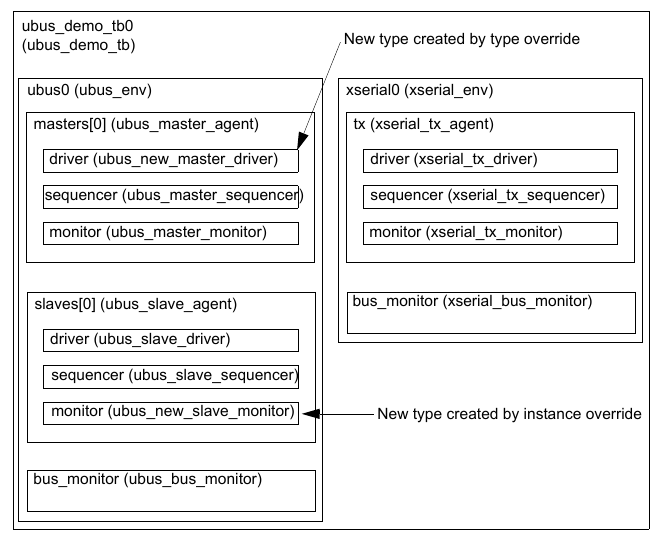 ubus_demo_tb0
(ubus_demo_tb)
New type created by type override
ubus0 (ubus_env)
masters[0] (ubus_master_agent)
driver (ubus_new_master_driver)
sequencer (ubus_master_sequencer)
monitor (ubus_master_monitor)
slaves[0] (ubus_slave_agent)
driver (ubus_slave_driver)
sequencer (ubus_slave_sequencer)
monitor (ubus_new_slave_monitor)
New type created by instance override
bus_monitor (ubus_bus_monitor)
xserial0 (xserial_env)
tx (xserial_tx_agent)
driver (xserial_tx_driver)
sequencer (xserial_tx_sequencer)
monitor (xserial_tx_monitor)
bus_monitor (xserial_bus_monitor)